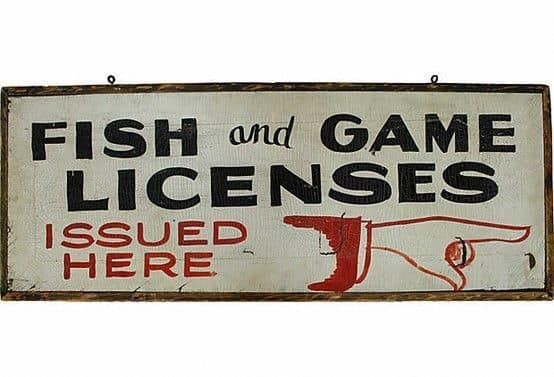 FISH and GAME
LICENSES
ISSUED
HERE